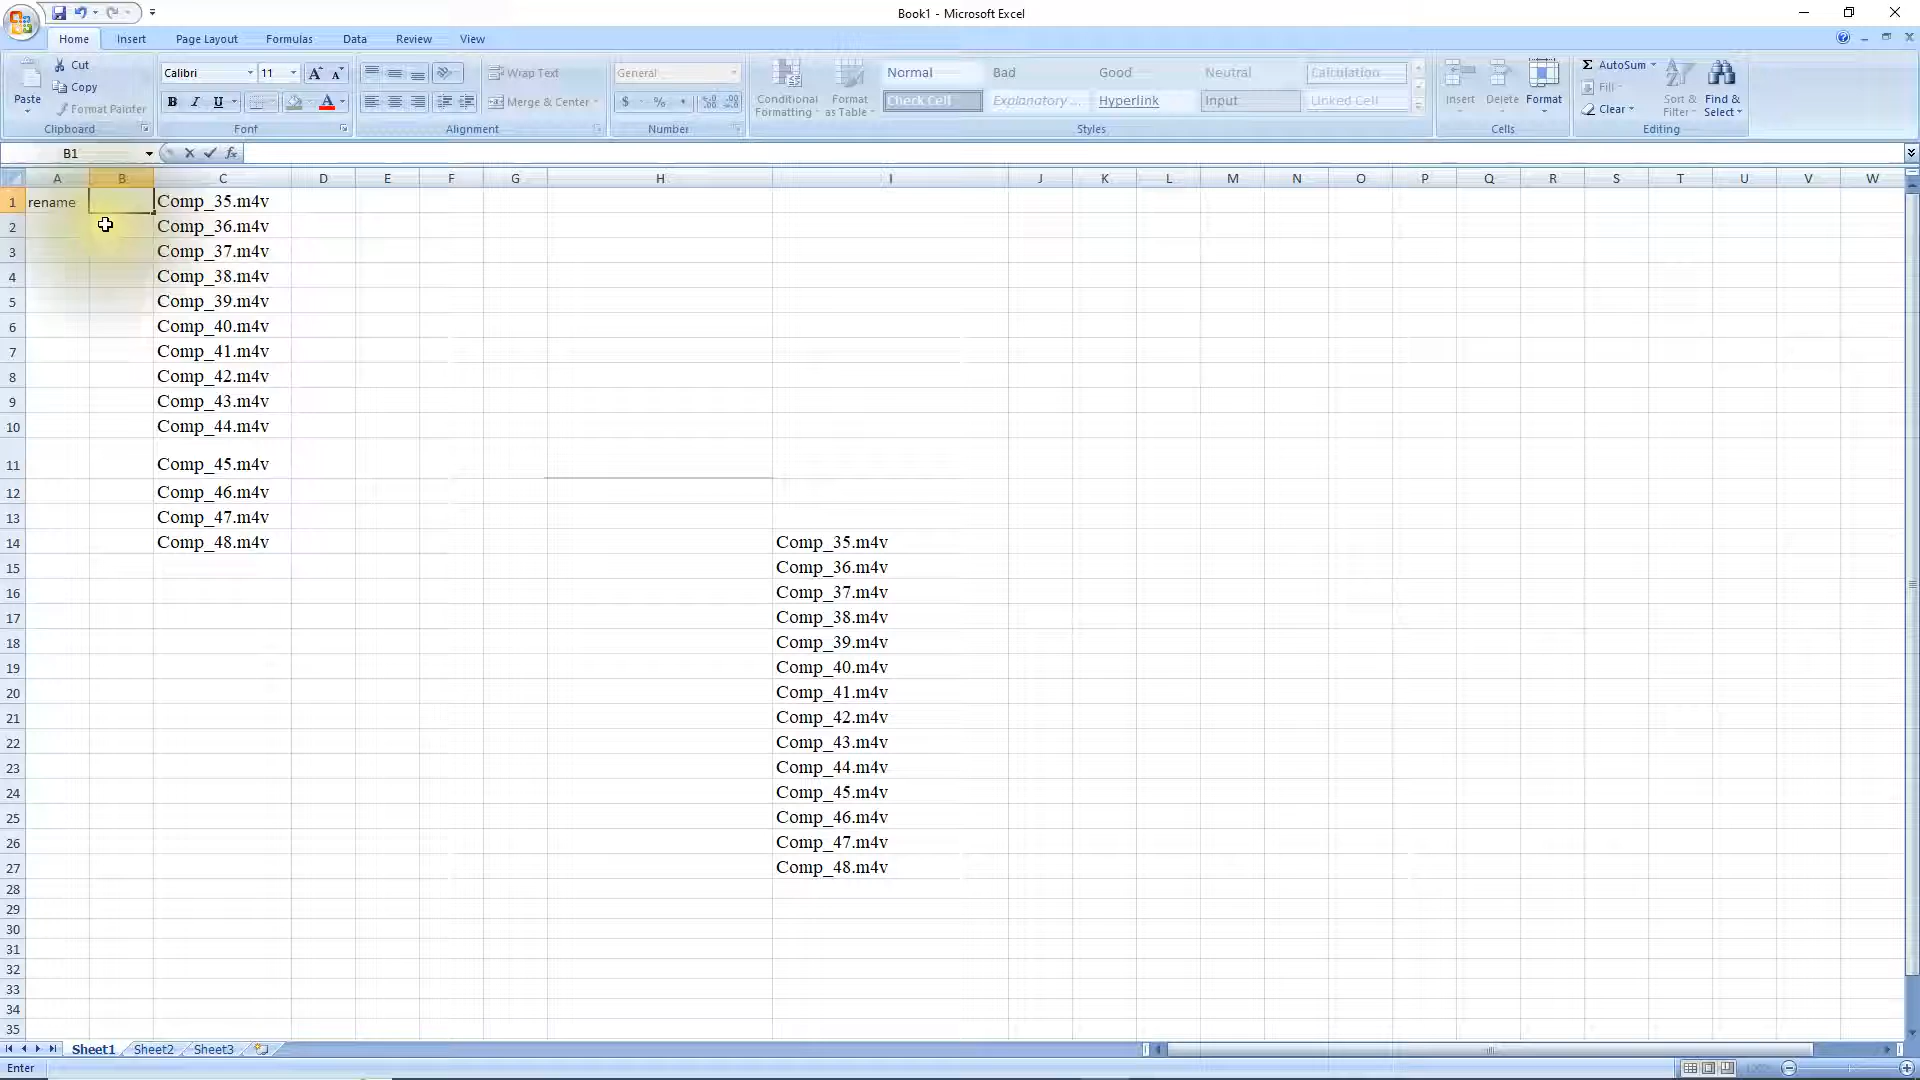 Book1 - Microsoft Excel
Home Insert Page Layout Formulas Data Review View
Paste
Cut
Copy
Format Painter
Clipboard
Calibri 11
B I U
Font
Wrap Text
Merge & Center
Alignment
General
$ %
Number
Conditional Formatting
Format as Table
Normal Bad Good Neutral Calculation
Check Cell Explanatory ... Hyperlink Input Linked Cell
Styles
Insert Delete Format
Cells
AutoSum
Fill
Clear
Sort & Filter
Find & Select
Editing
B1
A B C D E F G H I J K L M N O P Q R S T U V W
1 rename Comp_35.m4v
2 Comp_36.m4v
3 Comp_37.m4v
4 Comp_38.m4v
5 Comp_39.m4v
6 Comp_40.m4v
7 Comp_41.m4v
8 Comp_42.m4v
9 Comp_43.m4v
10 Comp_44.m4v
11 Comp_45.m4v
12 Comp_46.m4v
13 Comp_47.m4v
14 Comp_48.m4v Comp_35.m4v
15 Comp_36.m4v
16 Comp_37.m4v
17 Comp_38.m4v
18 Comp_39.m4v
19 Comp_40.m4v
20 Comp_41.m4v
21 Comp_42.m4v
22 Comp_43.m4v
23 Comp_44.m4v
24 Comp_45.m4v
25 Comp_46.m4v
26 Comp_47.m4v
27 Comp_48.m4v
28
29
30
31
32
33
34
35
Sheet1 Sheet2 Sheet3
Enter